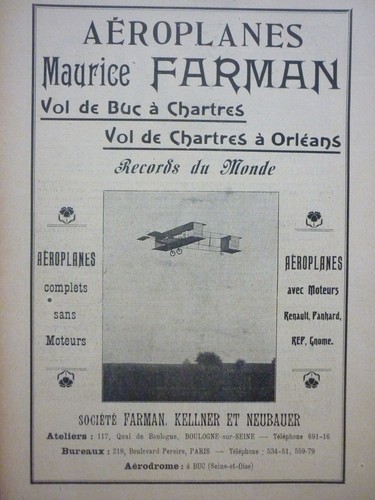 AÉROPLANES
Maurice FARMAN
Vol de Buc à Chartres
Vol de Chartres à Orléans
Records du Monde
AÉROPLANES
complets
sans
Moteurs
AÉROPLANES
avec Moteurs
Renault, Panhard,
REP, Gnome.
SOCIÉTÉ FARMAN, KELLNER ET NEUBAUER
Ateliers : 117, Quai de Boulogne, BOULOGNE-sur-SEINE — Téléphone 691-16
Bureaux : 218, Boulevard Pereire, PARIS — Téléphone : 534-51, 559-79
Aérodrome : à BUC (Seine-et-Oise)